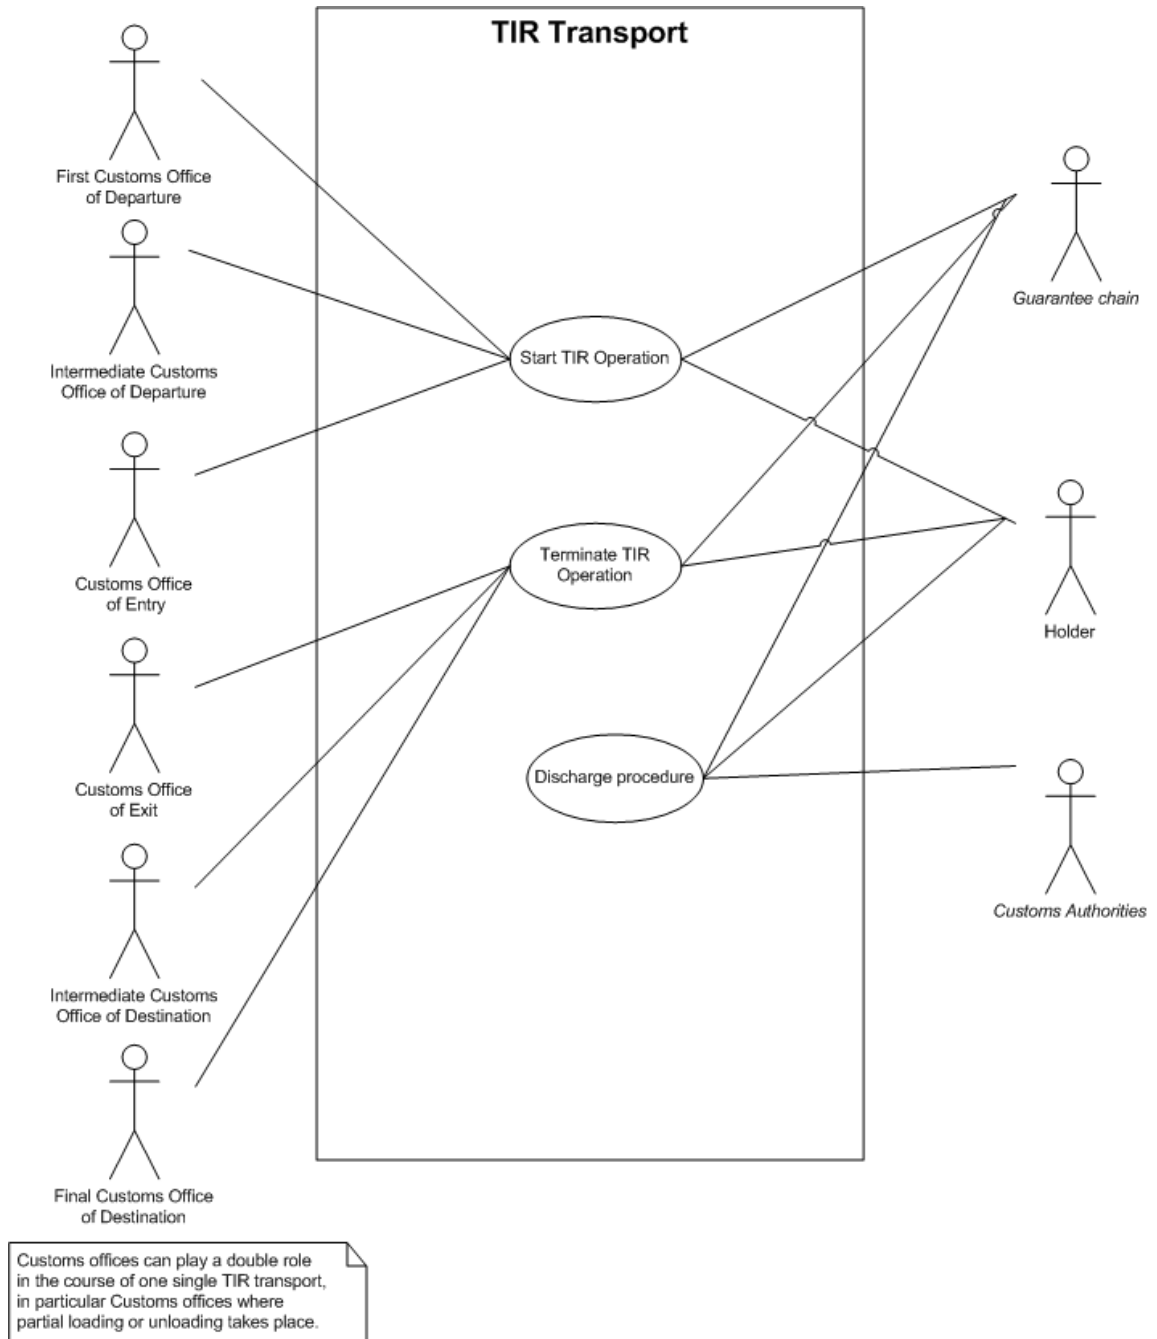 TIR Transport
First Customs Office
of Departure
Intermediate Customs
Office of Departure
Customs Office
of Entry
Customs Office
of Exit
Intermediate Customs
Office of Destination
Final Customs Office
of Destination
Start TIR Operation
Terminate TIR
Operation
Discharge procedure
Guarantee chain
Holder
Customs Authorities
Customs offices can play a double role
in the course of one single TIR transport,
in particular Customs offices where
partial loading or unloading takes place.